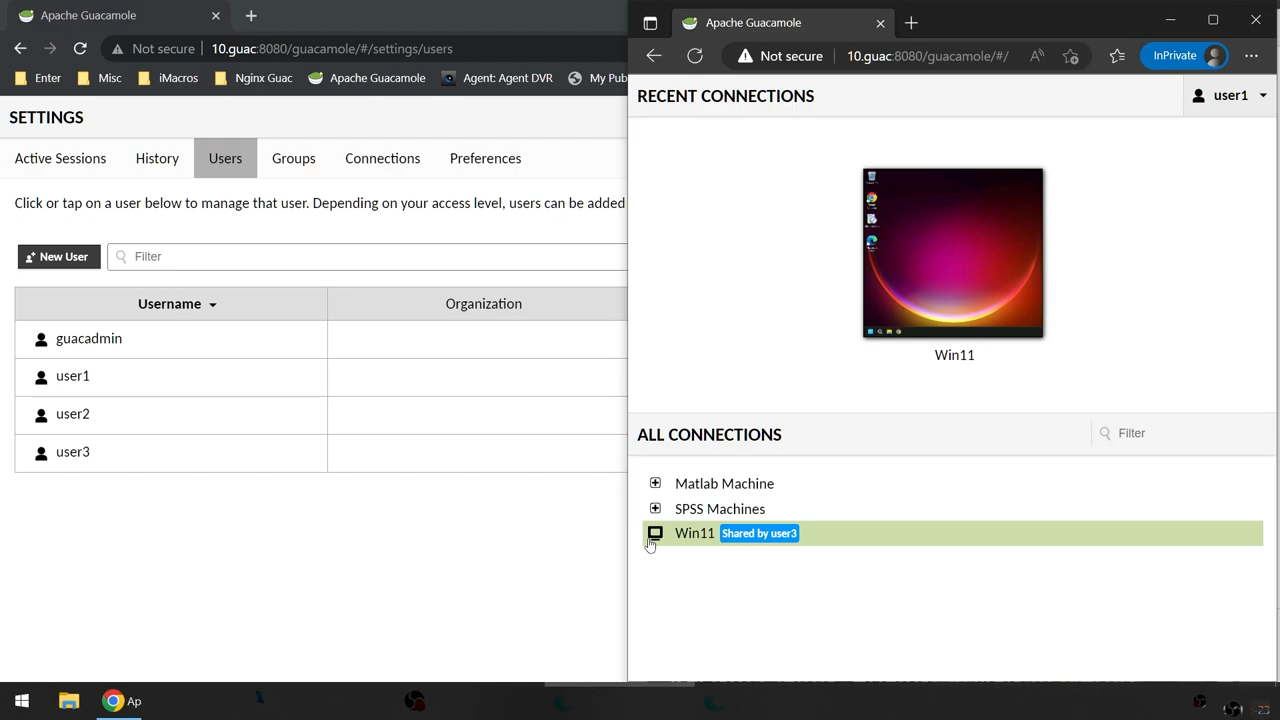 Apache Guacamole
Not secure 10.guac:8080/guacamole/#/settings/users
Enter Misc iMacros Nginx Guac Apache Guacamole Agent: Agent DVR My Pub
SETTINGS
Active Sessions History Users Groups Connections Preferences
Click or tap on a user below to manage that user. Depending on your access level, users can be added
New User Filter
Username Organization
guacadmin
user1
user2
user3
Apache Guacamole
Not secure 10.guac:8080/guacamole/#/ InPrivate
RECENT CONNECTIONS user1
Win11
ALL CONNECTIONS Filter
Matlab Machine
SPSS Machines
Win11 Shared by user3
Ap